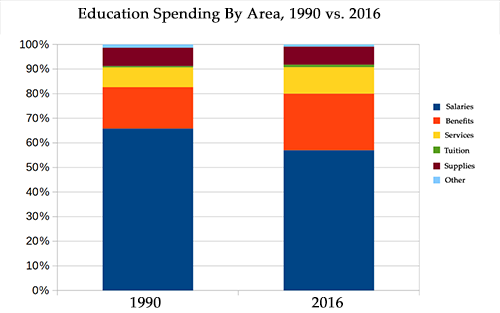 Education Spending By Area, 1990 vs. 2016
100%
90%
80%
70%
60%
50%
40%
30%
20%
10%
0%
1990
2016
Salaries
Benefits
Services
Tuition
Supplies
Other